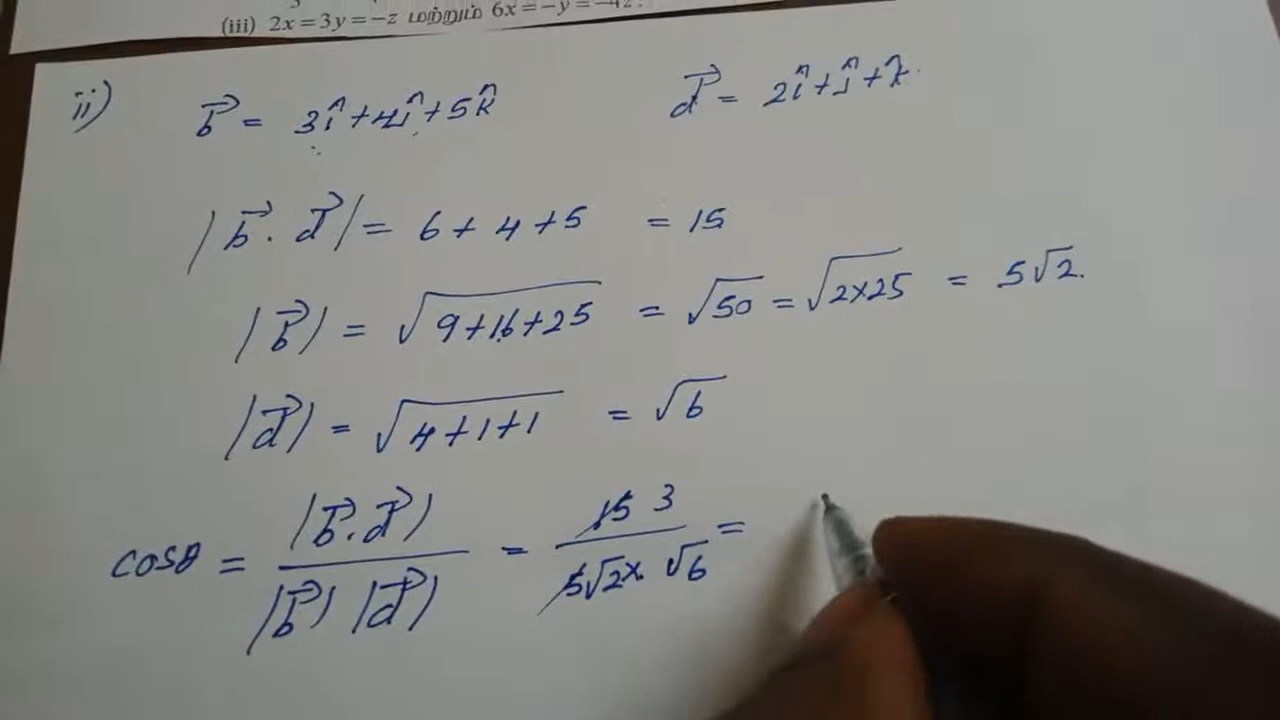 (iii) 2x = 3y = −z மற்றும் 6x = −y = −4z.
ii) b⃗ = 3î + 4ĵ + 5k̂ d⃗ = 2î + ĵ + k̂.
|b⃗ . d⃗| = 6 + 4 + 5 = 15
|b⃗| = √(9+16+25) = √50 = √(2×25) = 5√2.
|d⃗| = √(4+1+1) = √6
cosθ = |b⃗ . d⃗| / |b⃗| |d⃗| = 15 3 / 5√2 × √6 =